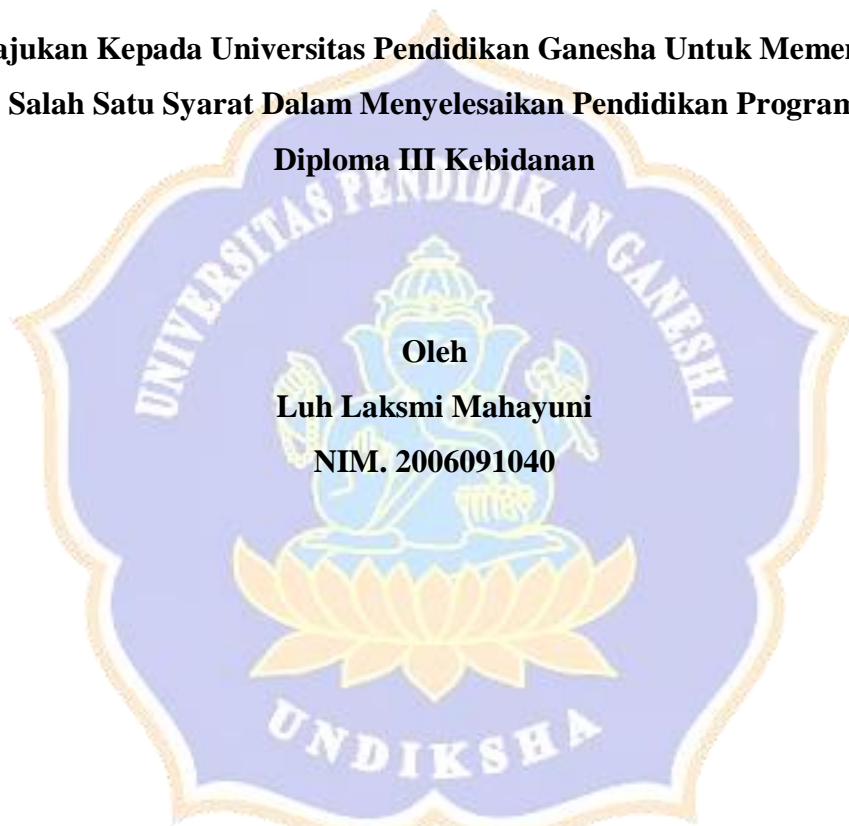 ajukan Kepada Universitas Pendidikan Ganesha Untuk Memen
Salah Satu Syarat Dalam Menyelesaikan Pendidikan Program
Diploma III Kebidanan
UNIVERSITAS PENDIDIKAN GANESHA
Oleh
Luh Laksmi Mahayuni
NIM. 2006091040
UNDIKSHA